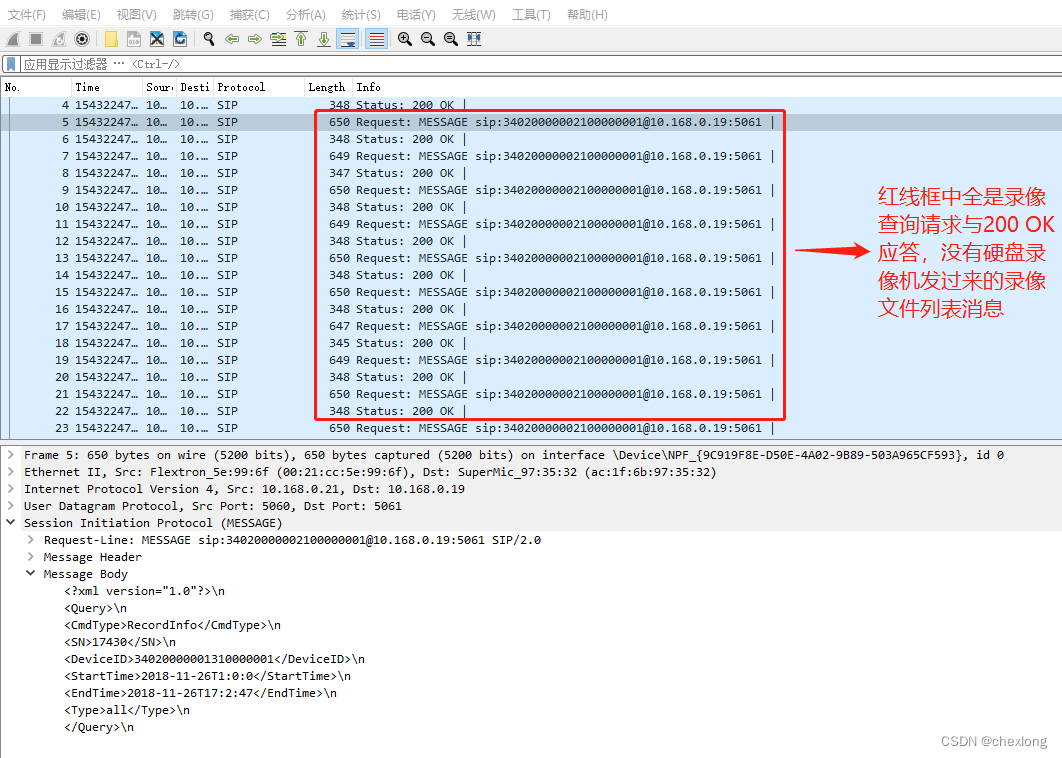 文件(F) 编辑(E) 视图(V) 跳转(G) 捕获(C) 分析(A) 统计(S) 电话(Y) 无线(W) 工具(T) 帮助(H)
应用显示过滤器 … <Ctrl-/>
No. Time Sour Desti Protocol Length Info
4 15432247… 10… 10.… SIP 348 Status: 200 OK |
5 15432247… 10… 10.… SIP 650 Request: MESSAGE sip:34020000002100000001@10.168.0.19:5061 |
6 15432247… 10… 10.… SIP 348 Status: 200 OK |
7 15432247… 10… 10.… SIP 649 Request: MESSAGE sip:34020000002100000001@10.168.0.19:5061 |
8 15432247… 10… 10.… SIP 347 Status: 200 OK |
9 15432247… 10… 10.… SIP 650 Request: MESSAGE sip:34020000002100000001@10.168.0.19:5061 |
10 15432247… 10… 10.… SIP 348 Status: 200 OK |
11 15432247… 10… 10.… SIP 649 Request: MESSAGE sip:34020000002100000001@10.168.0.19:5061 |
12 15432247… 10… 10.… SIP 348 Status: 200 OK |
13 15432247… 10… 10.… SIP 650 Request: MESSAGE sip:34020000002100000001@10.168.0.19:5061 |
14 15432247… 10… 10.… SIP 348 Status: 200 OK |
15 15432247… 10… 10.… SIP 650 Request: MESSAGE sip:34020000002100000001@10.168.0.19:5061 |
16 15432247… 10… 10.… SIP 348 Status: 200 OK |
17 15432247… 10… 10.… SIP 647 Request: MESSAGE sip:34020000002100000001@10.168.0.19:5061 |
18 15432247… 10… 10.… SIP 345 Status: 200 OK |
19 15432247… 10… 10.… SIP 649 Request: MESSAGE sip:34020000002100000001@10.168.0.19:5061 |
20 15432247… 10… 10.… SIP 348 Status: 200 OK |
21 15432247… 10… 10.… SIP 650 Request: MESSAGE sip:34020000002100000001@10.168.0.19:5061 |
22 15432247… 10… 10.… SIP 348 Status: 200 OK |
23 15432247… 10… 10.… SIP 650 Request: MESSAGE sip:34020000002100000001@10.168.0.19:5061 |
红线框中全是录像
查询请求与200 OK
应答，没有硬盘录
像机发过来的录像
文件列表消息
Frame 5: 650 bytes on wire (5200 bits), 650 bytes captured (5200 bits) on interface \Device\NPF_{9C919F8E-D50E-4A02-9B89-503A965CF593}, id 0
Ethernet II, Src: Flextron_5e:99:6f (00:21:cc:5e:99:6f), Dst: SuperMic_97:35:32 (ac:1f:6b:97:35:32)
Internet Protocol Version 4, Src: 10.168.0.21, Dst: 10.168.0.19
User Datagram Protocol, Src Port: 5060, Dst Port: 5061
Session Initiation Protocol (MESSAGE)
Request-Line: MESSAGE sip:34020000002100000001@10.168.0.19:5061 SIP/2.0
Message Header
Message Body
<?xml version="1.0"?>\n
<Query>\n
<CmdType>RecordInfo</CmdType>\n
<SN>17430</SN>\n
<DeviceID>34020000001310000001</DeviceID>\n
<StartTime>2018-11-26T1:0:0</StartTime>\n
<EndTime>2018-11-26T17:2:47</EndTime>\n
<Type>all</Type>\n
</Query>\n
CSDN @chexlong